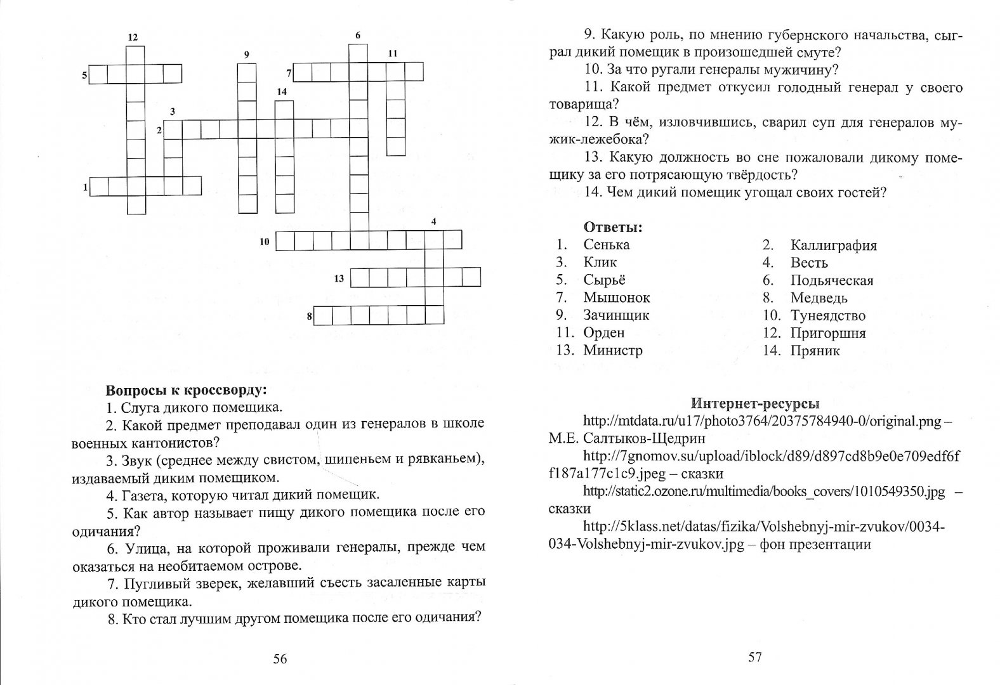 12
6
9
11
5
7
14
3
2
1
4
10
13
8
Вопросы к кроссворду:
1. Слуга дикого помещика.
2. Какой предмет преподавал один из генералов в школе
военных кантонистов?
3. Звук (среднее между свистом, шипеньем и рявканьем),
издаваемый диким помещиком.
4. Газета, которую читал дикий помещик.
5. Как автор называет пищу дикого помещика после его
одичания?
6. Улица, на которой проживали генералы, прежде чем
оказаться на необитаемом острове.
7. Пугливый зверек, желавший съесть засаленные карты
дикого помещика.
8. Кто стал лучшим другом помещика после его одичания?
56
9. Какую роль, по мнению губернского начальства, сыг-
рал дикий помещик в произошедшей смуте?
10. За что ругали генералы мужичину?
11. Какой предмет откусил голодный генерал у своего
товарища?
12. В чём, изловчившись, сварил суп для генералов му-
жик-лежебока?
13. Какую должность во сне пожаловали дикому поме-
щику за его потрясающую твёрдость?
14. Чем дикий помещик угощал своих гостей?
Ответы:
1. Сенька 2. Каллиграфия
3. Клик 4. Весть
5. Сырьё 6. Подьяческая
7. Мышонок 8. Медведь
9. Зачинщик 10. Тунеядство
11. Орден 12. Пригоршня
13. Министр 14. Пряник
Интернет-ресурсы
http://mtdata.ru/u17/photo3764/20375784940-0/original.png –
М.Е. Салтыков-Щедрин
http://7gnomov.su/upload/iblock/d89/d897cd8b9e0e709edf6f
f187a177c1c9.jpeg – сказки
http://static2.ozone.ru/multimedia/books_covers/1010549350.jpg –
сказки
http://5klass.net/datas/fizika/Volshebnyj-mir-zvukov/0034-
034-Volshebnyj-mir-zvukov.jpg – фон презентации
57